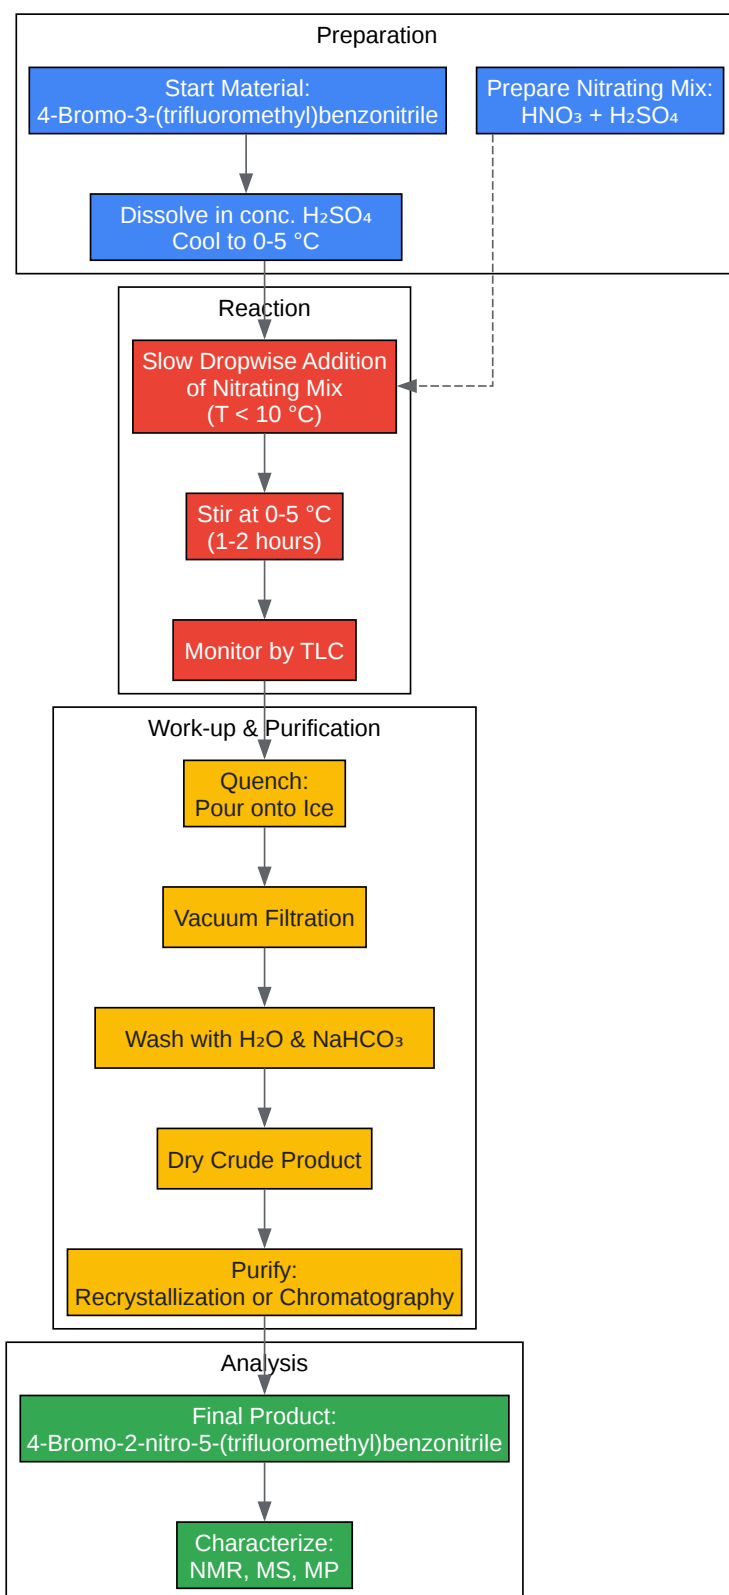 Preparation
Start Material:
4-Bromo-3-(trifluoromethyl)benzonitrile
Prepare Nitrating Mix:
HNO₃ + H₂SO₄
Dissolve in conc. H₂SO₄
Cool to 0-5 °C
Reaction
Slow Dropwise Addition
of Nitrating Mix
(T < 10 °C)
Stir at 0-5 °C
(1-2 hours)
Monitor by TLC
Work-up & Purification
Quench:
Pour onto Ice
Vacuum Filtration
Wash with H₂O & NaHCO₃
Dry Crude Product
Purify:
Recrystallization or Chromatography
Analysis
Final Product:
4-Bromo-2-nitro-5-(trifluoromethyl)benzonitrile
Characterize:
NMR, MS, MP